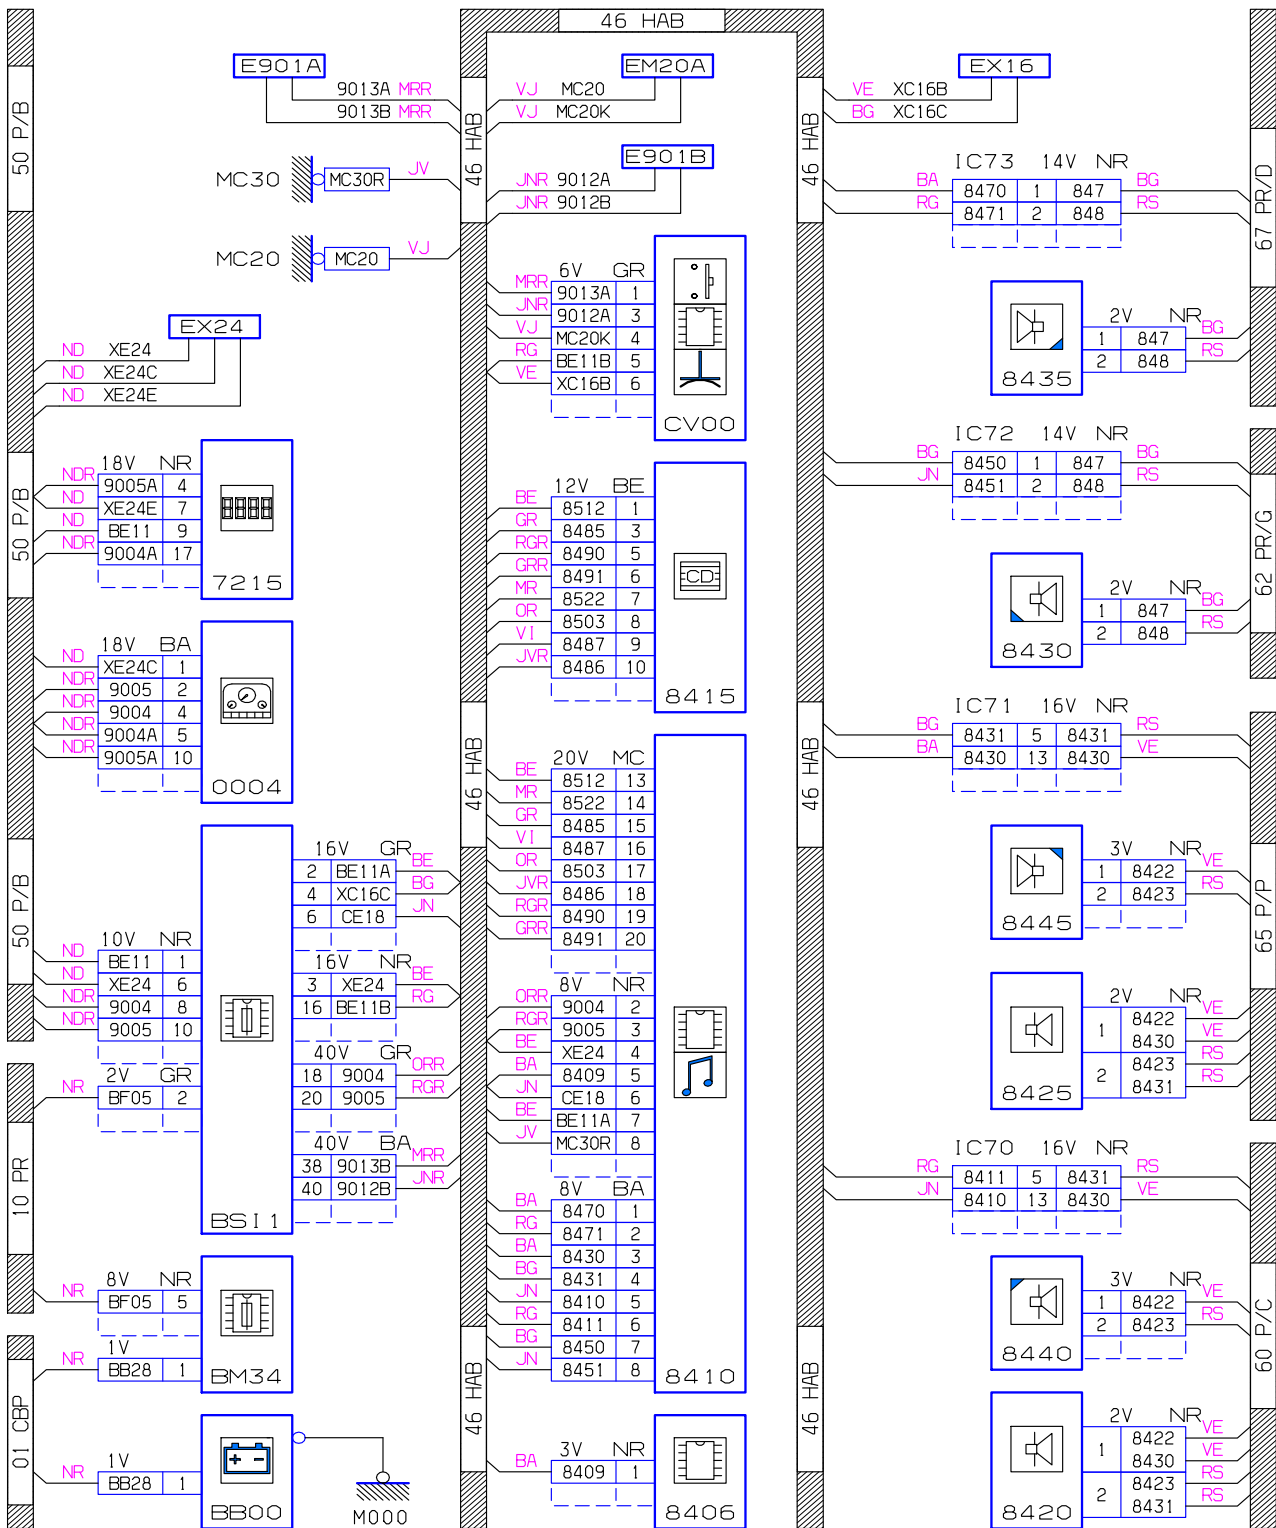 46 HAB
50 P/B
E901A
9013A MRR
9013B MRR
MC30
MC30R
JV
MC20
MC20
VJ
EX24
ND XE24
ND XE24C
ND XE24E
50 P/B
18V NR
NDR 9005A 4
ND XE24E 7
ND BE11 9
NDR 9004A 17
7215
18V BA
ND XE24C 1
NDR 9005 2
NDR 9004 4
NDR 9004A 5
NDR 9005A 10
0004
50 P/B
10V NR
ND BE11 1
ND XE24 6
NDR 9004 8
NDR 9005 10
2V GR
NR BF05 2
16V GR
2 BE11A BE
4 XC16C BG
6 CE18 JN
16V NR
3 XE24 BE
16 BE11B RG
40V GR
18 9004 ORR
20 9005 RGR
40V BA
38 9013B MRR
40 9012B JNR
BSI1
10 PR
8V NR
NR BF05 5
1V
NR BB28 1
BM34
01 CBP
1V
NR BB28 1
BB00
M000
46 HAB
EM20A
VJ MC20
VJ MC20K
E901B
JNR 9012A
JNR 9012B
6V GR
MRR 9013A 1
JNR 9012A 3
VJ MC20K 4
RG BE11B 5
VE XC16B 6
CV00
12V BE
BE 8512 1
GR 8485 3
RGR 8490 5
GRR 8491 6
MR 8522 7
OR 8503 8
VI 8487 9
JVR 8486 10
CD
8415
46 HAB
20V MC
BE 8512 13
MR 8522 14
GR 8485 15
VI 8487 16
OR 8503 17
JVR 8486 18
RGR 8490 19
GRR 8491 20
8V NR
ORR 9004 2
RGR 9005 3
BE XE24 4
BA 8409 5
JN CE18 6
BE BE11A 7
JV MC30R 8
8V BA
BA 8470 1
RG 8471 2
BA 8430 3
BG 8431 4
JN 8410 5
RG 8411 6
BG 8450 7
JN 8451 8
8410
46 HAB
3V NR
BA 8409 1
8406
46 HAB
EX16
VE XC16B
BG XC16C
IC73 14V NR
BA 8470 1 847 BG
RG 8471 2 848 RS
67 PR/D
2V NR
1 847 BG
2 848 RS
8435
IC72 14V NR
BG 8450 1 847 BG
JN 8451 2 848 RS
62 PR/G
2V NR
1 847 BG
2 848 RS
8430
46 HAB
IC71 16V NR
BG 8431 5 8431 RS
BA 8430 13 8430 VE
65 P/P
3V NR
1 8422 VE
2 8423 RS
8445
2V NR
1 8422 VE
8430 VE
2 8423 RS
8431 RS
8425
IC70 16V NR
RG 8411 5 8431 RS
JN 8410 13 8430 VE
46 HAB
60 P/C
3V NR
1 8422 VE
2 8423 RS
8440
2V NR
1 8422 VE
8430 VE
2 8423 RS
8431 RS
8420